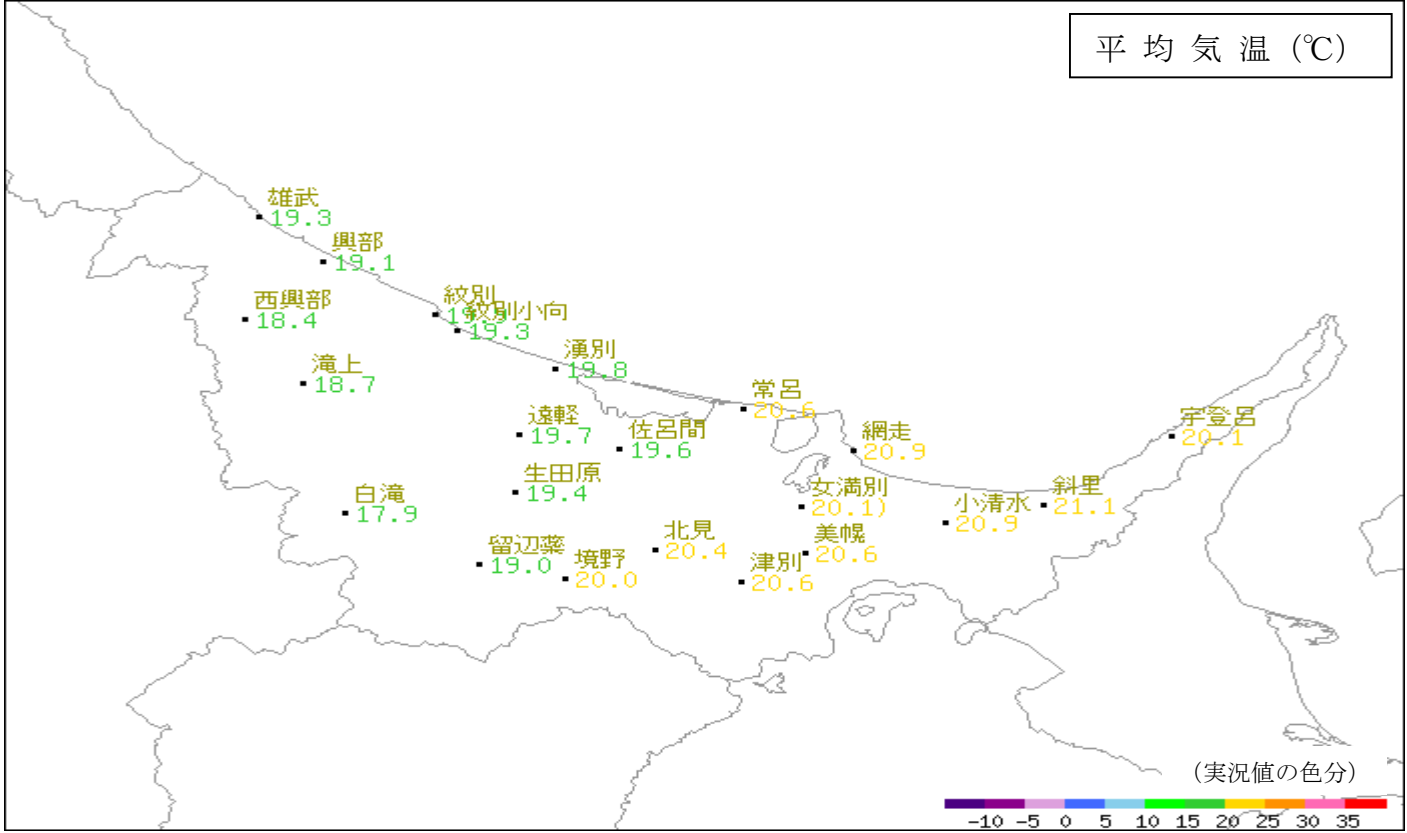 平均気温（℃）
雄武
19.3
興部
19.1
西興部
18.4
紋別
紋別小向
19.3
滝上
18.7
湧別
19.8
常呂
20.6
遠軽
19.7
佐呂間
19.6
網走
20.9
宇登呂
20.1
生田原
19.4
白滝
17.9
女満別
20.1)
小清水
20.9
斜里
21.1
北見
20.4
美幌
20.6
留辺蘂
19.0
境野
20.0
津別
20.6
（実況値の色分）
-10 -5 0 5 10 15 20 25 30 35